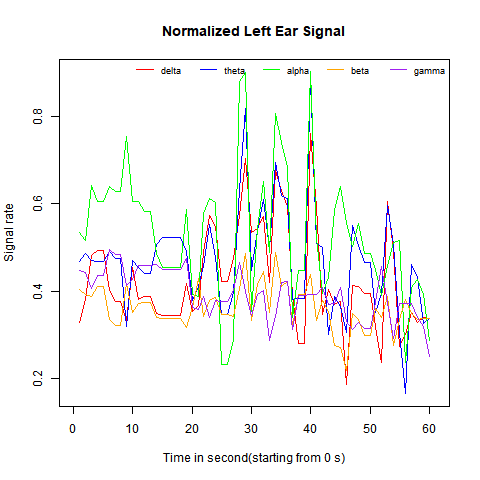 Normalized Left Ear Signal
delta theta alpha beta gamma
Signal rate
0.8
0.6
0.4
0.2
0 10 20 30 40 50 60
Time in second(starting from 0 s)